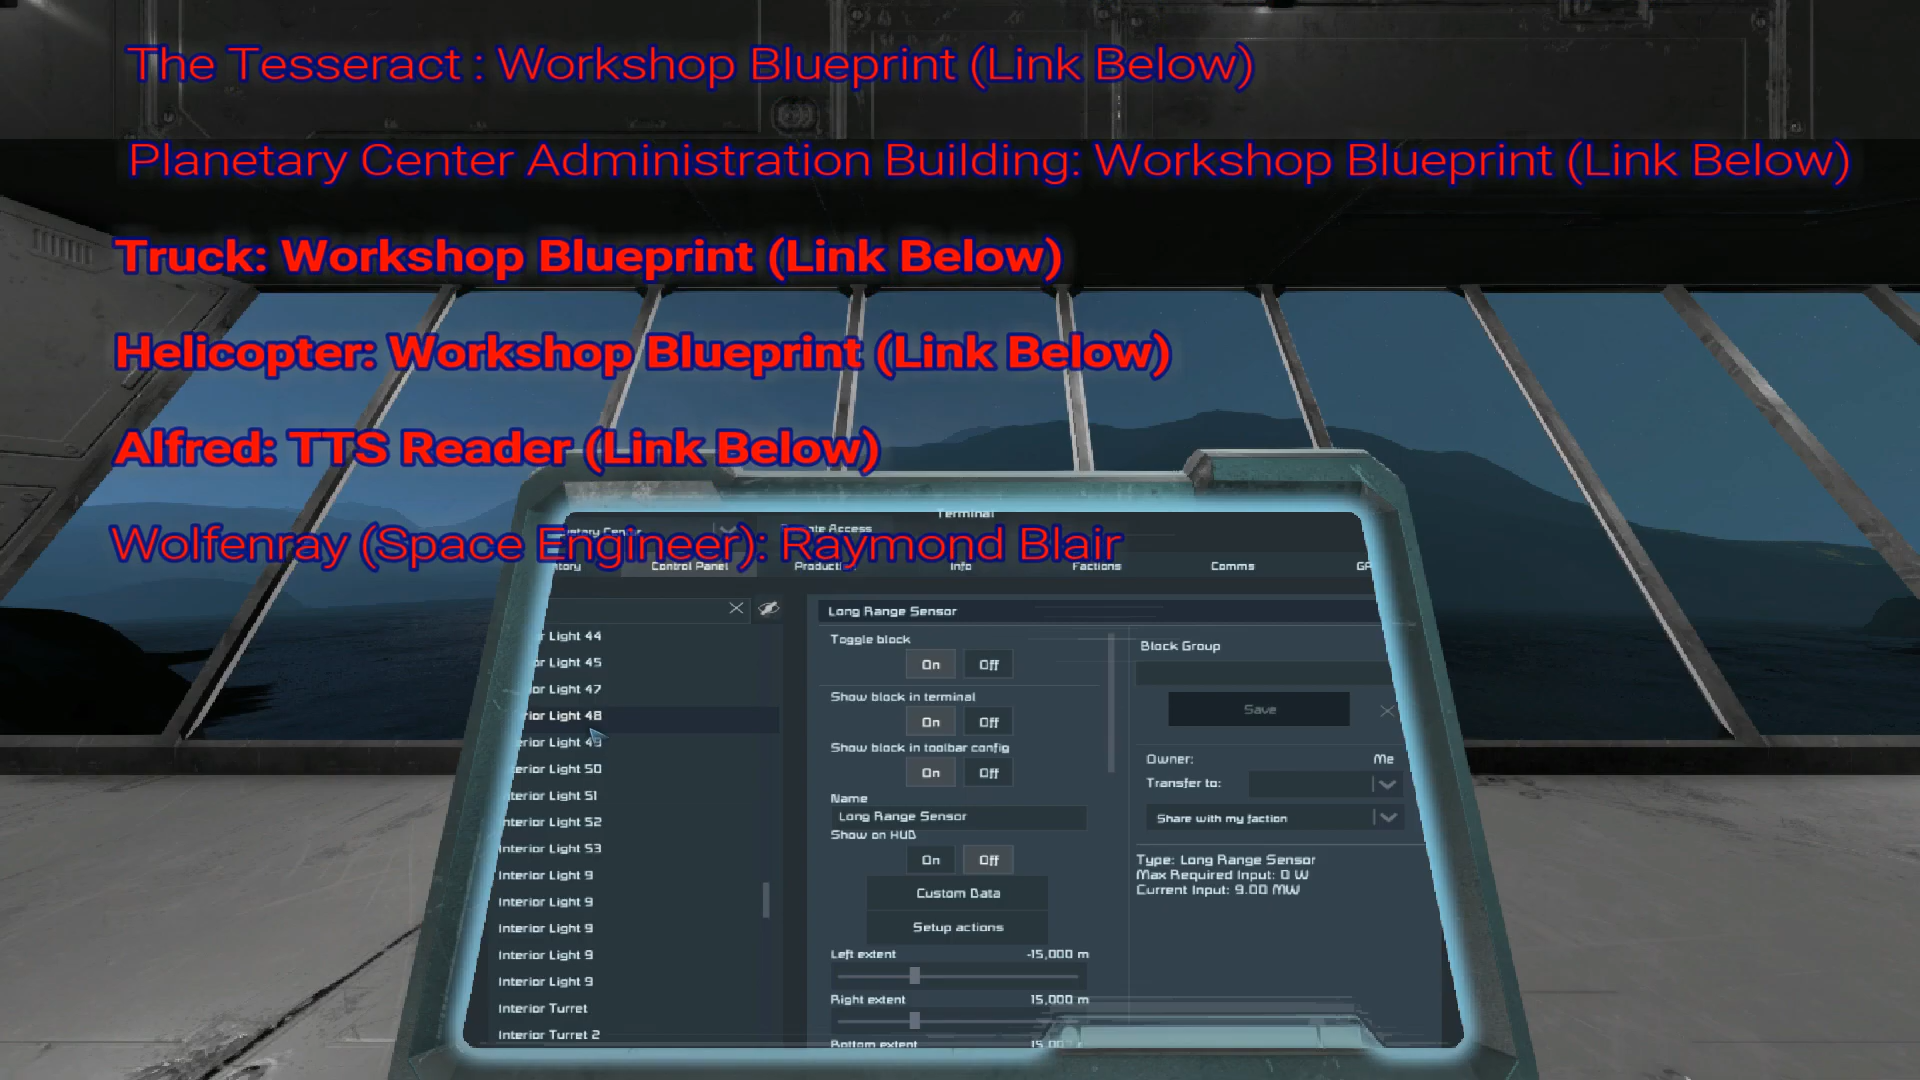 The Tesseract : Workshop Blueprint (Link Below)
Planetary Center Administration Building: Workshop Blueprint (Link Below)
Truck: Workshop Blueprint (Link Below)
Helicopter: Workshop Blueprint (Link Below)
Alfred: TTS Reader (Link Below)
Wolfenray (Space Engineer): Raymond Blair
Terminal
Access
Control Panel
Info
Factions
Comms
Long Range Sensor
Toggle block
On Off
Show block in terminal
On Off
Show block in toolbar config
On Off
Name
Long Range Sensor
Show on HUD
On Off
Custom Data
Setup actions
Left extent -15,000 m
Right extent 15,000 m
Bottom extent
Light 44
Light 45
Light 47
Light 48
Light 49
Light 50
Light 51
Interior Light 52
Interior Light 53
Interior Light 9
Interior Light 9
Interior Light 9
Interior Light 9
Interior Light 9
Interior Turret
Interior Turret 2
Block Group
Save
Owner: Me
Transfer to:
Share with my faction
Type: Long Range Sensor
Max Required Input: 0 W
Current Input: 9.00 MW